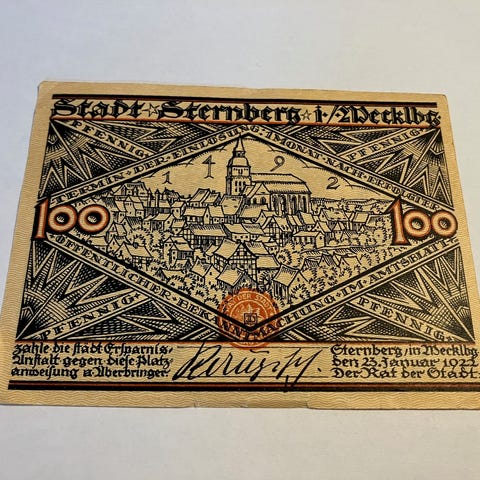 Stadt Sternberg i./Mecklbg.
PFENNIG
PFENNIG
TERMIN · DER · EINLÖSUNG · 1 MONAT · NACH · ERFOLGTER
1 4 9 2
100
100
ÖFFENTLICHER · BEKANNTMACHUNG · IM · AMTSBLATT
PFENNIG
PFENNIG
zahle die Stadt Ersparnis-
Anstalt gegen diese Platz-
anweisung a. Überbringer.
Sternberg i/n Mecklbg
den 23. Januar 1922
Der Rat der Stadt: